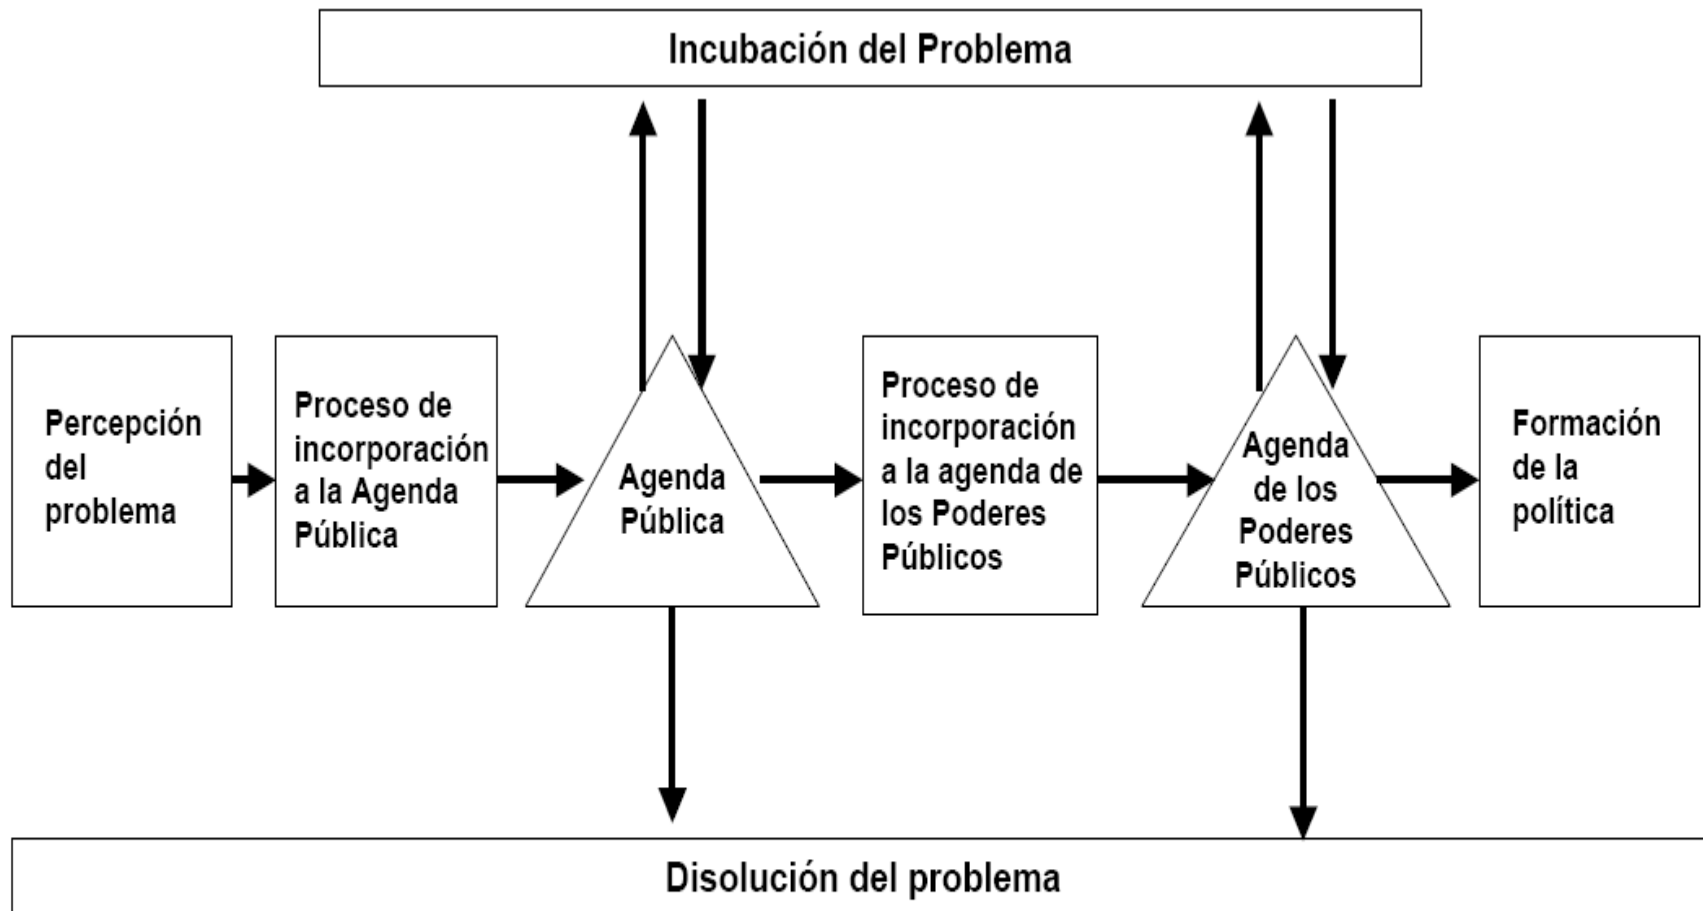 Incubación del Problema
Percepción
del
problema
Proceso de
incorporación
a la Agenda
Pública
Agenda
Pública
Proceso de
incorporación
a la agenda de
los Poderes
Públicos
Agenda
de los
Poderes
Públicos
Formación
de la
política
Disolución del problema